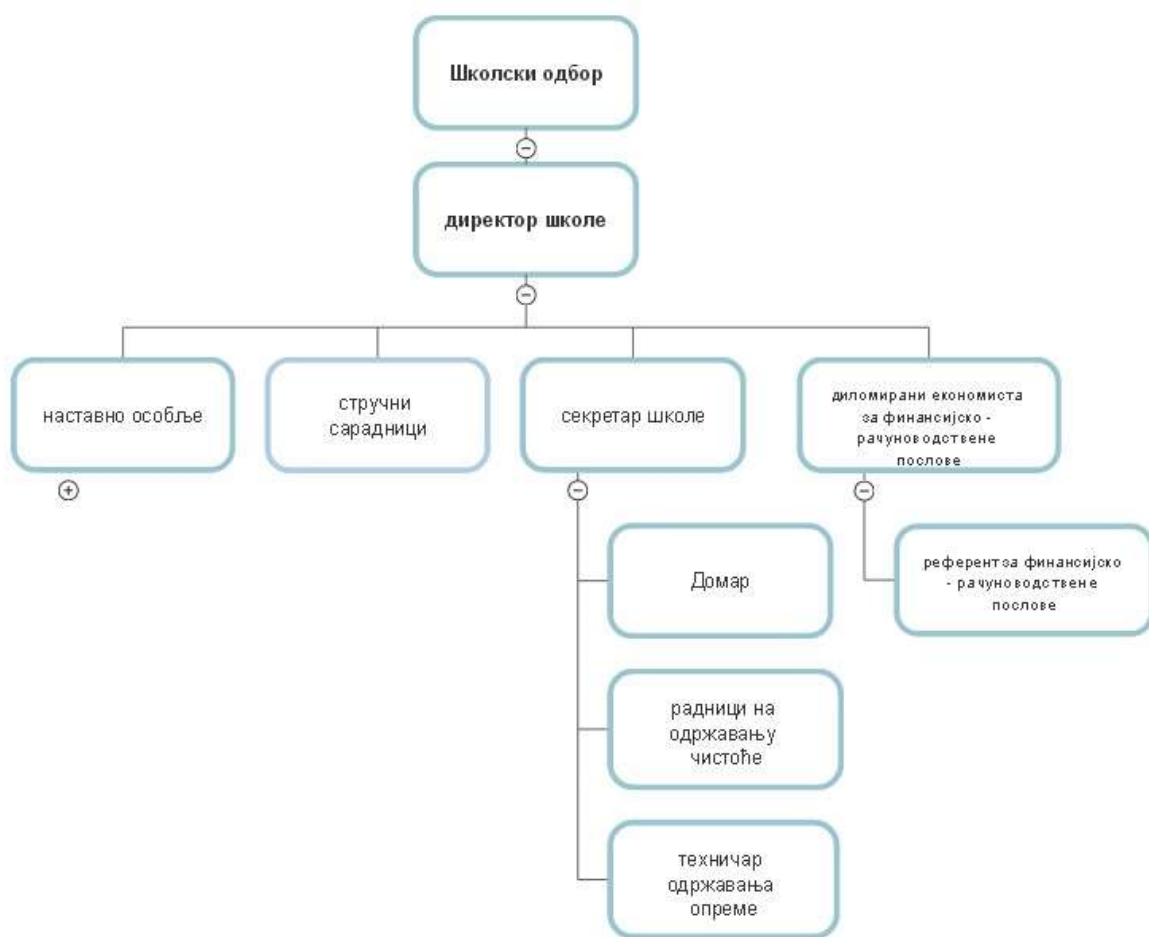 Школски одбор
директор школе
наставно особље
стручни
сарадници
секретар школе
диломирани економиста
за финансијско -
рачуноводствене
послове
Домар
референт за финансијско
- рачуноводствене
послове
радници на
одржавању
чистоће
техничар
одржавања
опреме